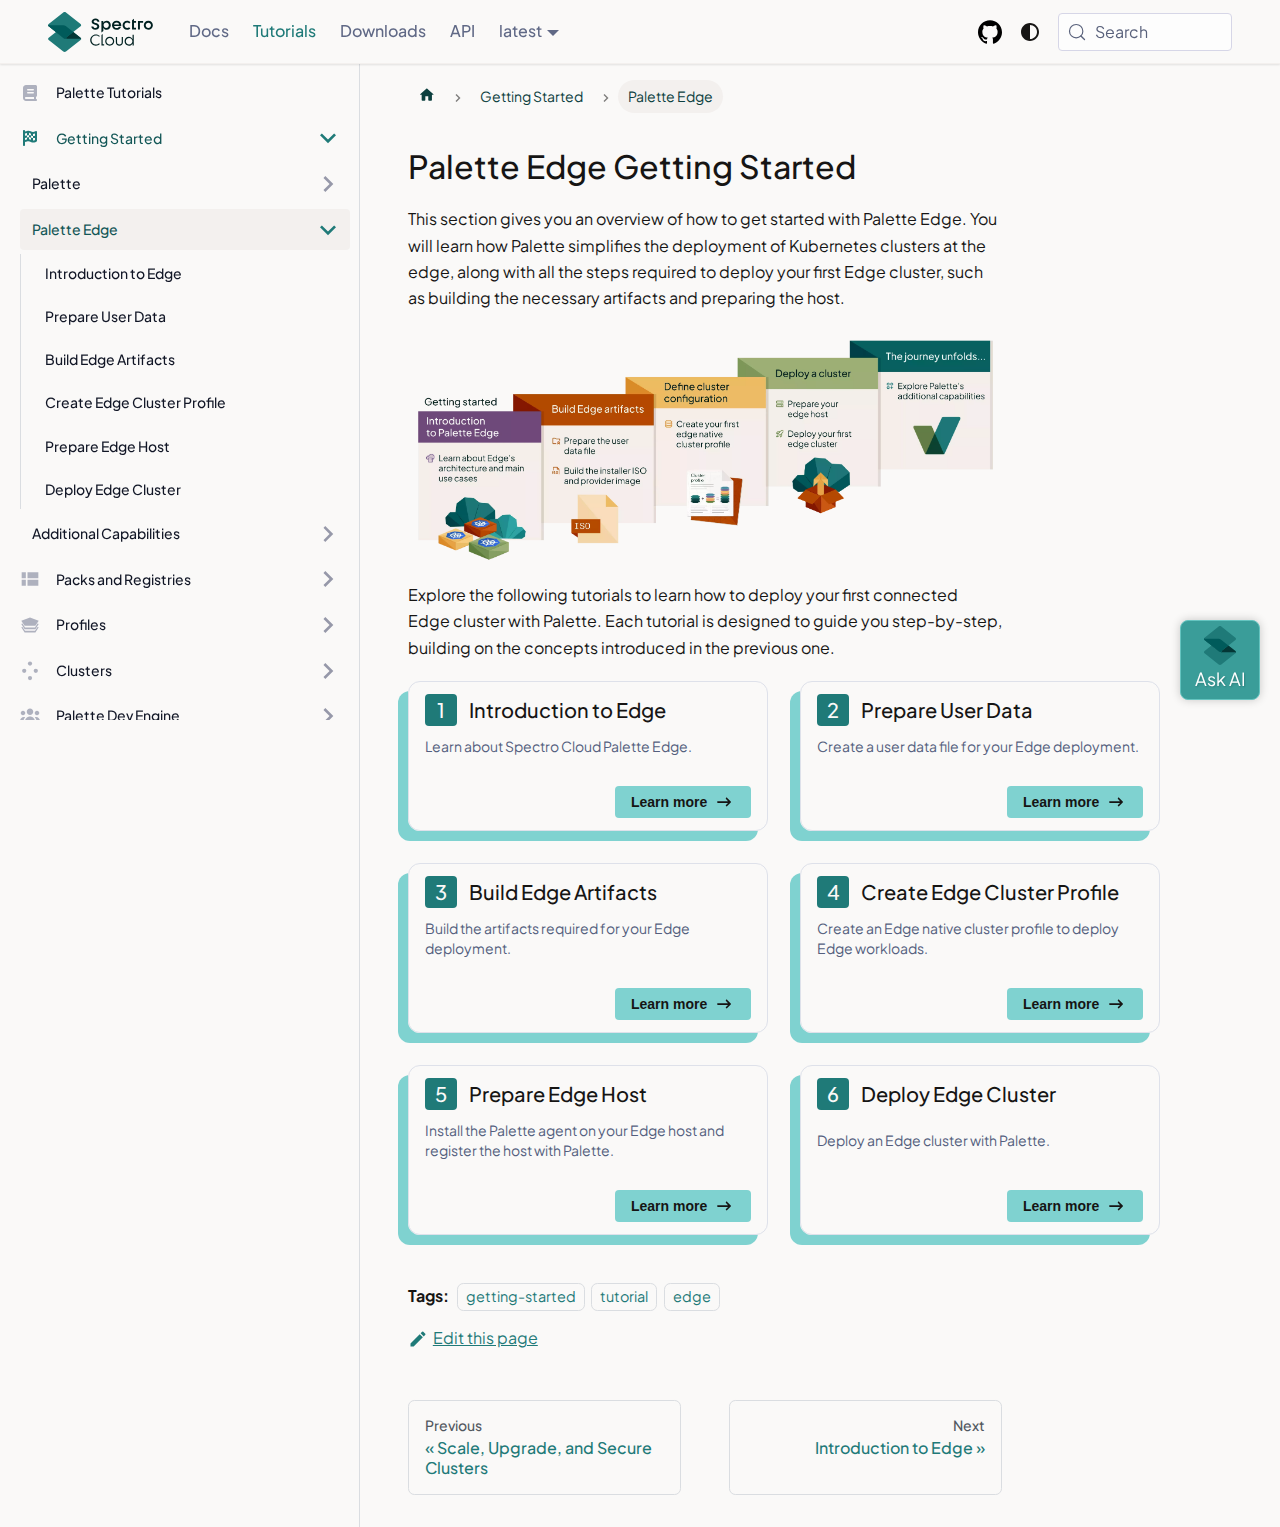 Spectro Cloud
Docs
Tutorials
Downloads
API
latest
Search
Palette Tutorials
Getting Started
Palette
Palette Edge
Introduction to Edge
Prepare User Data
Build Edge Artifacts
Create Edge Cluster Profile
Prepare Edge Host
Deploy Edge Cluster
Additional Capabilities
Packs and Registries
Profiles
Clusters
Palette Dev Engine
Getting Started
Palette Edge
Palette Edge Getting Started
This section gives you an overview of how to get started with Palette Edge. You
will learn how Palette simplifies the deployment of Kubernetes clusters at the
edge, along with all the steps required to deploy your first Edge cluster, such
as building the necessary artifacts and preparing the host.
Getting started
Introduction
to Palette Edge
Learn about Edge's
architecture and main
use cases
Build Edge artifacts
Prepare the user
data file
Build the installer ISO
and provider image
ISO
Define cluster
configuration
Create your first
edge native
cluster profile
Cluster
profile
Deploy a cluster
Prepare your
edge host
Deploy your first
edge cluster
The journey unfolds...
Explore Palette's
additional capabilities
Explore the following tutorials to learn how to deploy your first connected
Edge cluster with Palette. Each tutorial is designed to guide you step-by-step,
building on the concepts introduced in the previous one.
1 Introduction to Edge
Learn about Spectro Cloud Palette Edge.
Learn more
2 Prepare User Data
Create a user data file for your Edge deployment.
Learn more
3 Build Edge Artifacts
Build the artifacts required for your Edge
deployment.
Learn more
4 Create Edge Cluster Profile
Create an Edge native cluster profile to deploy
Edge workloads.
Learn more
5 Prepare Edge Host
Install the Palette agent on your Edge host and
register the host with Palette.
Learn more
6 Deploy Edge Cluster
Deploy an Edge cluster with Palette.
Learn more
Ask AI
Tags: getting-started tutorial edge
Edit this page
Previous
« Scale, Upgrade, and Secure
Clusters
Next
Introduction to Edge »